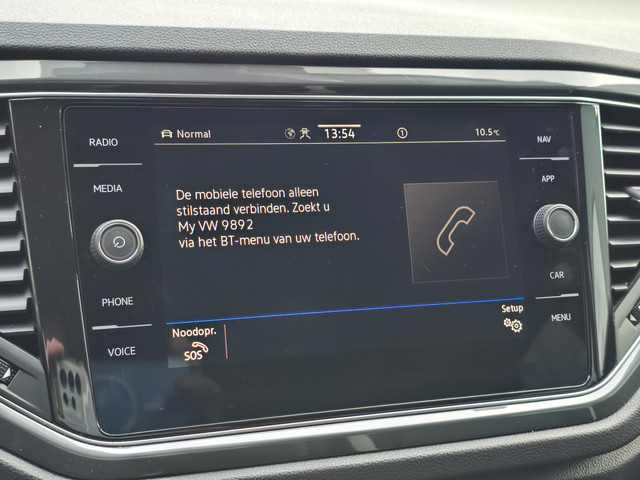 RADIO
MEDIA
PHONE
VOICE
Normal
13:54
1
10.5°C
De mobiele telefoon alleen
stilstaand verbinden. Zoekt u
My VW 9892
via het BT-menu van uw telefoon.
Noodopr.
SOS
Setup
NAV
APP
CAR
MENU